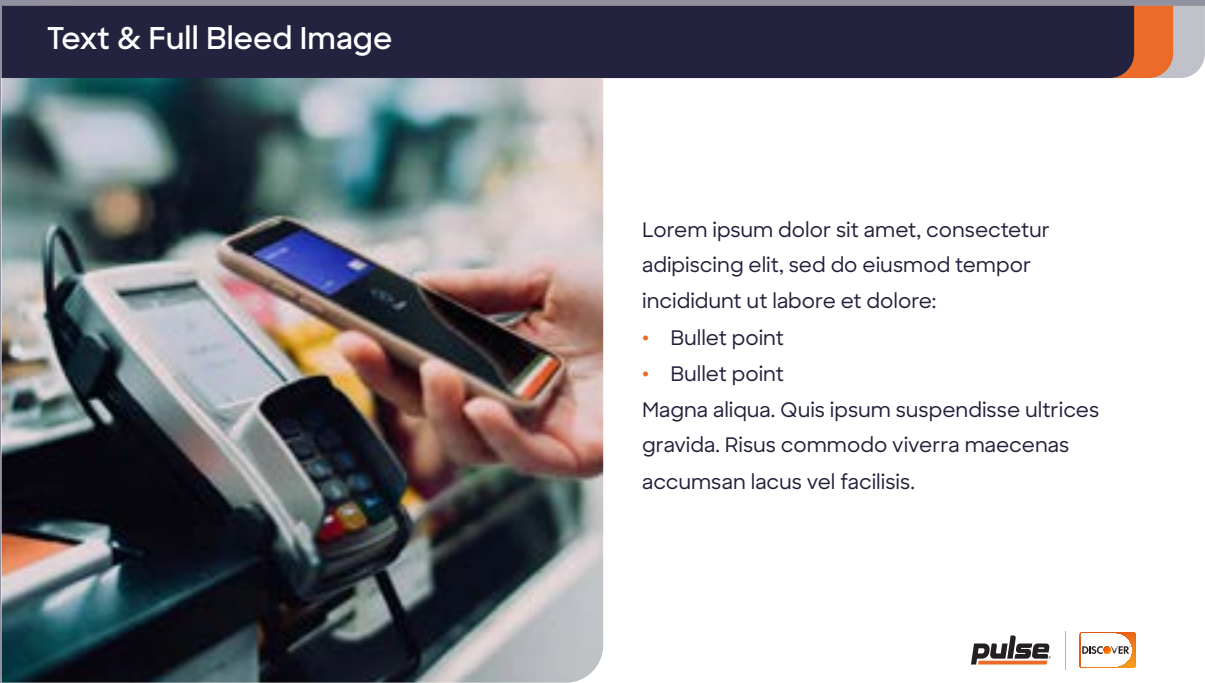 Text & Full Bleed Image
Lorem ipsum dolor sit amet, consectetur
adipiscing elit, sed do eiusmod tempor
incididunt ut labore et dolore:
• Bullet point
• Bullet point
Magna aliqua. Quis ipsum suspendisse ultrices
gravida. Risus commodo viverra maecenas
accumsan lacus vel facilisis.
pulse
DISCOVER